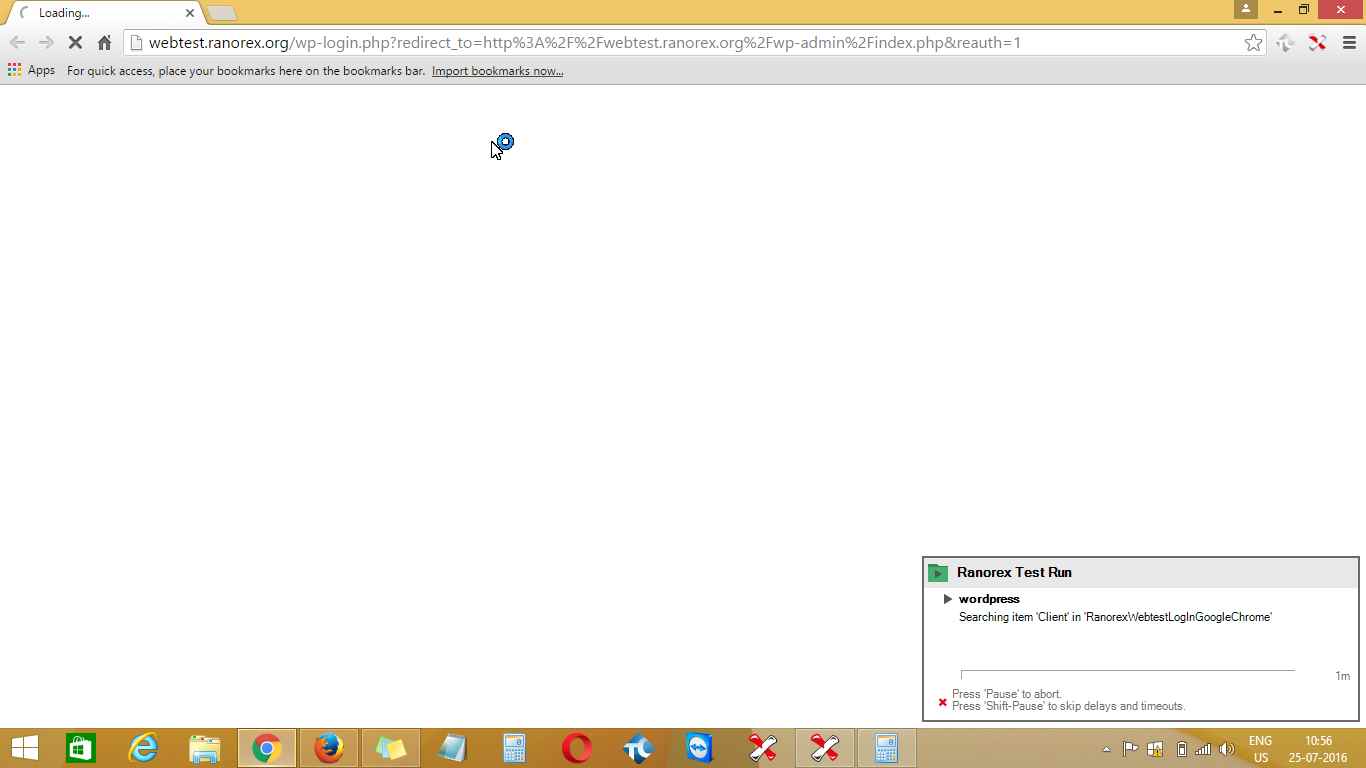 Loading...
webtest.ranorex.org/wp-login.php?redirect_to=http%3A%2F%2Fwebtest.ranorex.org%2Fwp-admin%2Findex.php&reauth=1
Apps For quick access, place your bookmarks here on the bookmarks bar. Import bookmarks now...
Ranorex Test Run
wordpress
Searching item 'Client' in 'RanorexWebtestLogInGoogleChrome'
1m
Press 'Pause' to abort.
Press 'Shift-Pause' to skip delays and timeouts.
ENG 10:56
US 25-07-2016